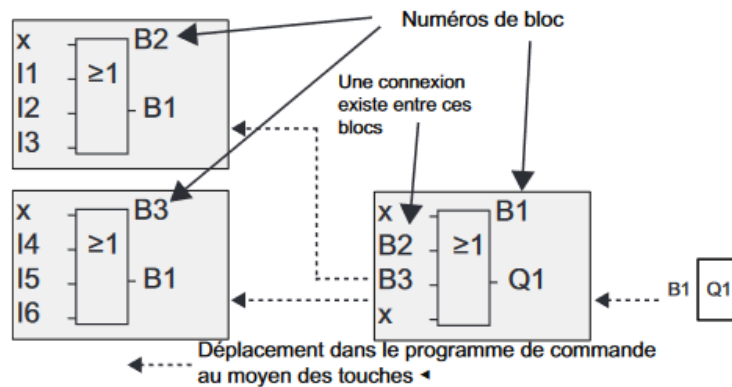 Numéros de bloc
x
B2
I1
≥1
I2
B1
I3
Une connexion
existe entre ces
blocs
x
B3
I4
≥1
I5
B1
I6
x
B1
B2
≥1
B3
Q1
x
B1
Q1
Déplacement dans le programme de commande
au moyen des touches ◄